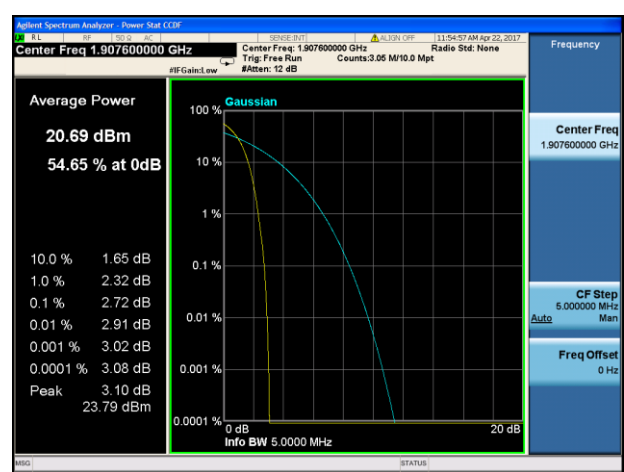 Agilent Spectrum Analyzer - Power Stat CCDF
RL RF 50 Ω AC SENSE:INT ALIGN OFF 11:54:57 AM Apr 22, 2017
Center Freq 1.907600000 GHz
Center Freq: 1.907600000 GHz Radio Std: None
Trig: Free Run Counts:3.05 M/10.0 Mpt
#IFGain:Low #Atten: 12 dB
Frequency
Average Power
20.69 dBm
54.65 % at 0dB
10.0 % 1.65 dB
1.0 % 2.32 dB
0.1 % 2.72 dB
0.01 % 2.91 dB
0.001 % 3.02 dB
0.0001 % 3.08 dB
Peak 3.10 dB
23.79 dBm
Gaussian
100 %
10 %
1 %
0.1 %
0.01 %
0.001 %
0.0001 %
0 dB 20 dB
Info BW 5.0000 MHz
Center Freq
1.907600000 GHz
CF Step
5.000000 MHz
Auto Man
Freq Offset
0 Hz
MSG STATUS